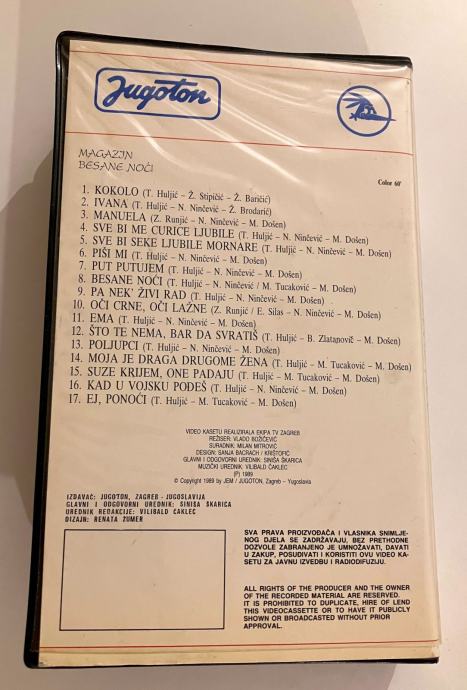 Jugoton
MAGAZIN
BESANE NOĆI
Color 60'
1. KOKOLO (T. Huljić – Ž. Stipičić – Ž. Baričić)
2. IVANA (T. Huljić – N. Ninčević – Ž. Brodarić)
3. MANUELA (Z. Runjić – N. Ninčević – M. Došen)
4. SVE BI ME CURICE LJUBILE (T. Huljić – N. Ninčević – M. Došen)
5. SVE BI SEKE LJUBILE MORNARE (T. Huljić – N. Ninčević – M. Došen)
6. PIŠI MI (T. Huljić – N. Ninčević – M. Došen)
7. PUT PUTUJEM (T. Huljić – N. Ninčević – M. Došen)
8. BESANE NOĆI (T. Huljić – N. Ninčević / M. Tucaković – M. Došen)
9. PA NEK' ŽIVI RAD (T. Huljić – N. Ninčević – M. Došen)
10. OČI CRNE, OČI LAŽNE (Z. Runjić / E. Silas – N. Ninčević – M. Došen)
11. EMA (T. Huljić – N. Ninčević – M. Došen)
12. ŠTO TE NEMA, BAR DA SVRATIŠ (T. Huljić – B. Zlatanović – M. Došen)
13. POLJUPCI (T. Huljić – N. Ninčević – M. Došen)
14. MOJA JE DRAGA DRUGOME ŽENA (T. Huljić – M. Tucaković – M. Došen)
15. SUZE KRIJEM, ONE PADAJU (T. Huljić – M. Tucaković – M. Došen)
16. KAD U VOJSKU POĐEŠ (T. Huljić – N. Ninčević – M. Došen)
17. EJ, PONOĆI (T. Huljić – M. Tucaković – M. Došen)
VIDEO KASETU REALIZIRALA EKIPA TV ZAGREB
REŽISER: VLADO BOŽIČEVIĆ
SURADNIK: MILAN MITROVIĆ
DESIGN: SANJA BACRACH / KRIŠTOFIĆ
GLAVNI I ODGOVORNI UREDNIK: SINIŠA ŠKARICA
MUZIČKI UREDNIK: VILIBALD ČAKLEC
(P) 1989
© Copyright 1989 by JEM / JUGOTON, Zagreb – Yugoslavia
IZDAVAČ: JUGOTON, ZAGREB - JUGOSLAVIJA
GLAVNI I ODGOVORNI UREDNIK: SINIŠA ŠKARICA
UREDNIK REDAKCIJE: VILIBALD ČAKLEC
DIZAJN: RENATA ŽUMER
SVA PRAVA PROIZVOĐAČA I VLASNIKA SNIMLJE-
NOG DJELA SE ZADRŽAVAJU, BEZ PRETHODNE
DOZVOLE ZABRANJENO JE UMNOŽAVATI, DAVATI
U ZAKUP, POSUĐIVATI I KORISTITI OVU VIDEO KA-
SETU ZA JAVNU IZVEDBU I RADIODIFUZIJU.
ALL RIGHTS OF THE PRODUCER AND THE OWNER
OF THE RECORDED MATERIAL ARE RESERVED.
IT IS PROHIBITED TO DUPLICATE, HIRE OF LEND
THIS VIDEOCASSETTE OR TO HAVE IT PUBLICLY
SHOWN OR BROADCASTED WITHOUT PRIOR
APPROVAL.